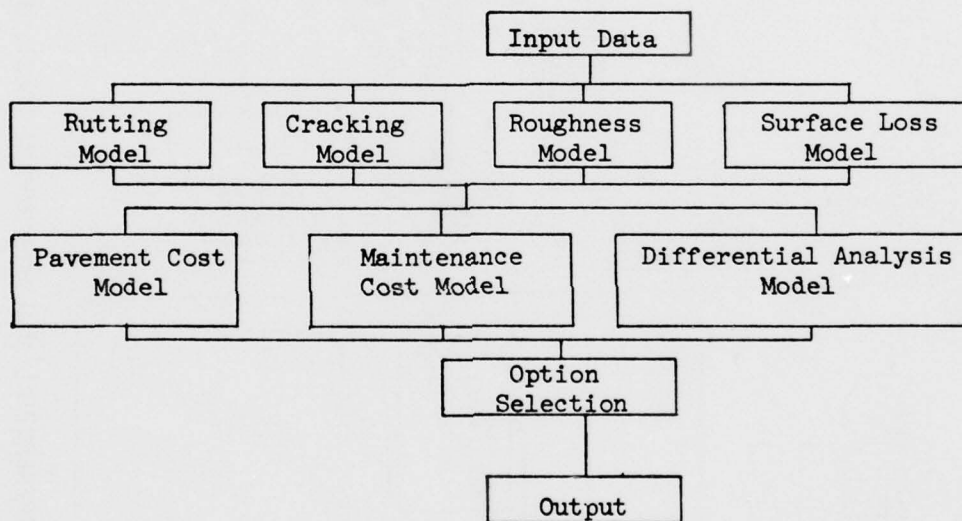 Input Data
Rutting
Model
Cracking
Model
Roughness
Model
Surface Loss
Model
Pavement Cost
Model
Maintenance
Cost Model
Differential Analysis
Model
Option
Selection
Output